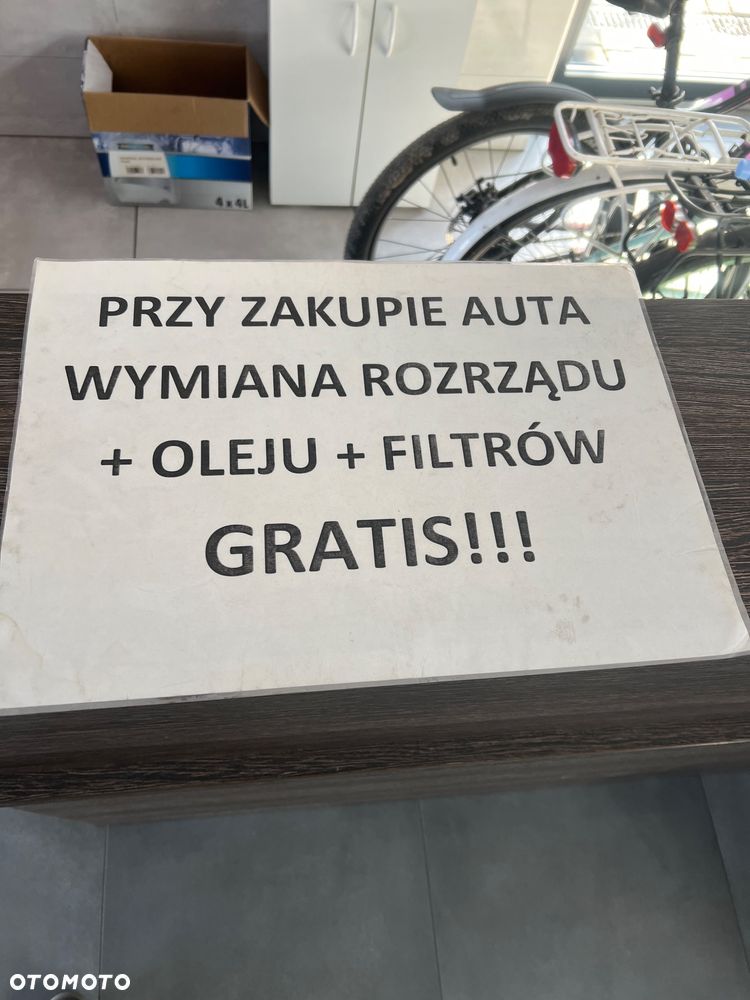 4 x 4L
PRZY ZAKUPIE AUTA
WYMIANA ROZRZĄDU
+ OLEJU + FILTRÓW
GRATIS!!!
OTOMOTO